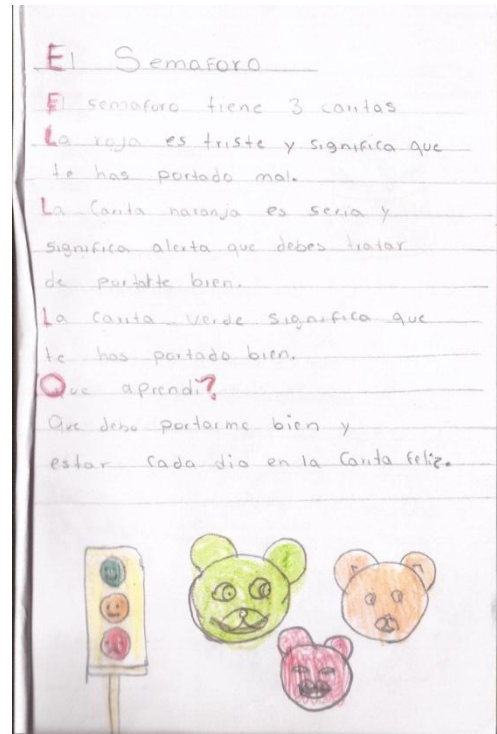 El Semaforo
El semaforo tiene 3 caritas
La roja es triste y significa que
te has portado mal.
La Carita naranja es seria y
significa alerta que debes tratar
de portarte bien.
La carita verde significa que
te has portado bien.
Que aprendi?
Que debo portarme bien y
estar cada dia en la Carita feliz.